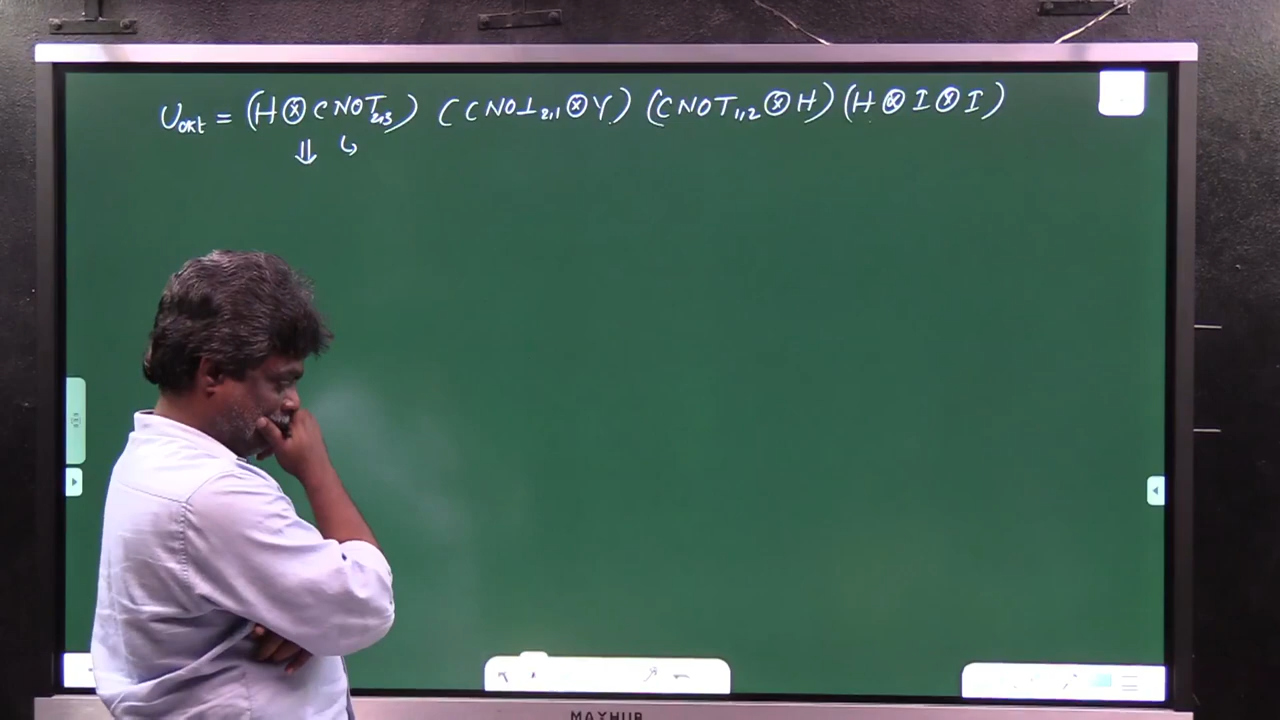 U_ckt = (H ⊗ CNOT_2,3) (CNOT_2,1 ⊗ Y) (CNOT_1,2 ⊗ H) (H ⊗ I ⊗ I)
⇓ ↳
MAXHUB